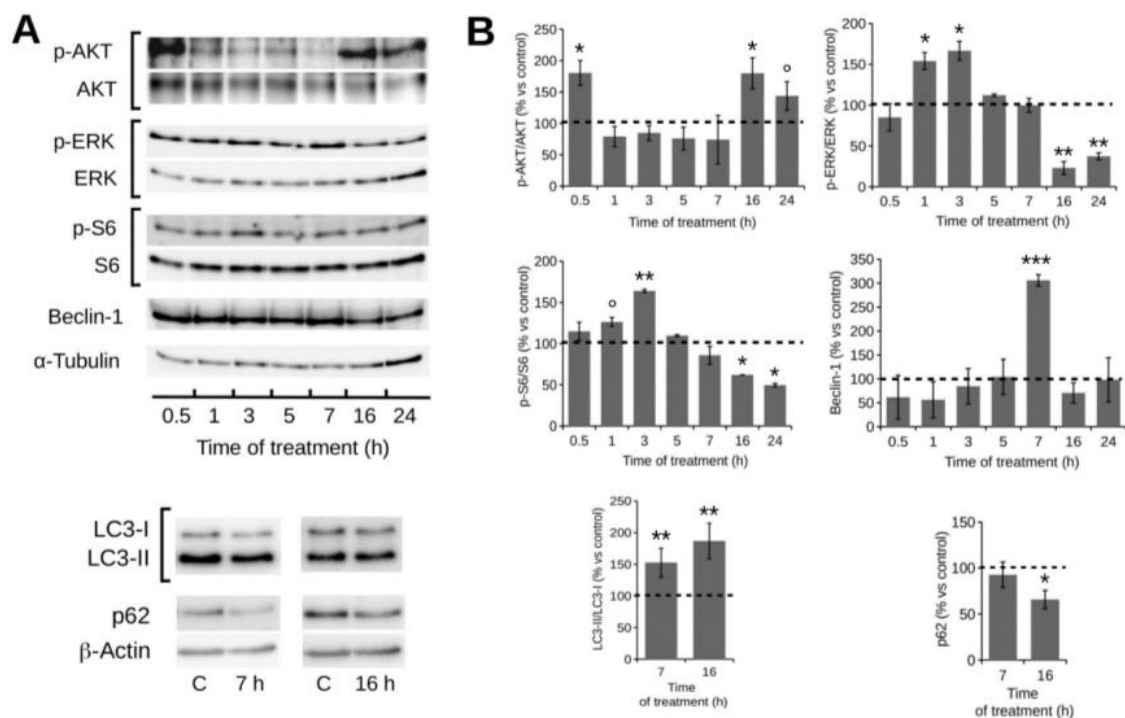 A
p-AKT
AKT
p-ERK
ERK
p-S6
S6
Beclin-1
α-Tubulin
0.5 1 3 5 7 16 24
Time of treatment (h)
LC3-I
LC3-II
p62
β-Actin
C 7 h C 16 h
B
p-AKT/AKT (% vs control)
250
200
150
100
50
0
* * °
0.5 1 3 5 7 16 24
Time of treatment (h)
p-ERK/ERK (% vs control)
200
150
100
50
0
* * ** **
0.5 1 3 5 7 16 24
Time of treatment (h)
p-S6/S6 (% vs control)
200
150
100
50
0
° ** * *
0.5 1 3 5 7 16 24
Time of treatment (h)
Beclin-1 (% vs control)
350
300
250
200
150
100
50
0
***
0.5 1 3 5 7 16 24
Time of treatment (h)
LC3-II/LC3-I (% vs control)
250
200
150
100
50
0
** **
7 16
Time
of treatment (h)
p62 (% vs control)
150
100
50
0
*
7 16
Time
of treatment (h)